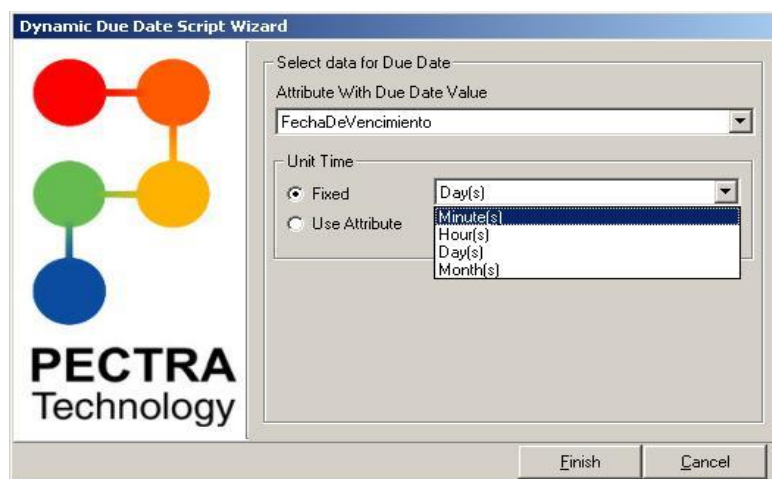 Dynamic Due Date Script Wizard
Select data for Due Date
Attribute With Due Date Value
FechaDeVencimiento
Unit Time
Fixed
Day(s)
Use Attribute
Minute(s)
Hour(s)
Day(s)
Month(s)
PECTRA
Technology
Finish
Cancel